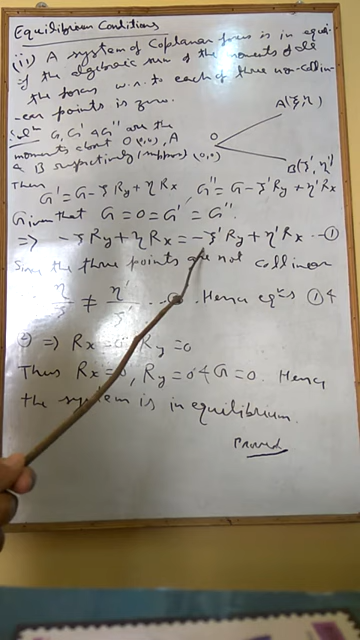 Equilibrium Conditions
(ii) A system of Coplanar forces is in equi-
if the algebraic sum of the moments of all
the forces w.r. to each of three non-collin-
-ear points is zero.
Solⁿ G, G' & G'' are the
moments about O (0,0), A
& B respectively (suppose)
A(ξ, η)
O
(0,0)
B(ξ', η')
Then
G' = G - ξ Ry + η Rx, G'' = G - ξ' Ry + η' Rx
Given that G = 0 = G' = G''.
=> - ξ Ry + η Rx = - ξ' Ry + η' Rx --①
Since the three points are not collinear
η/ξ ≠ η'/ξ' --- Hence eqⁿs ① &
② => Rx = 0 Ry = 0
Thus Rx = 0, Ry = 0 & G = 0. Hence
the system is in equilibrium.
Proved